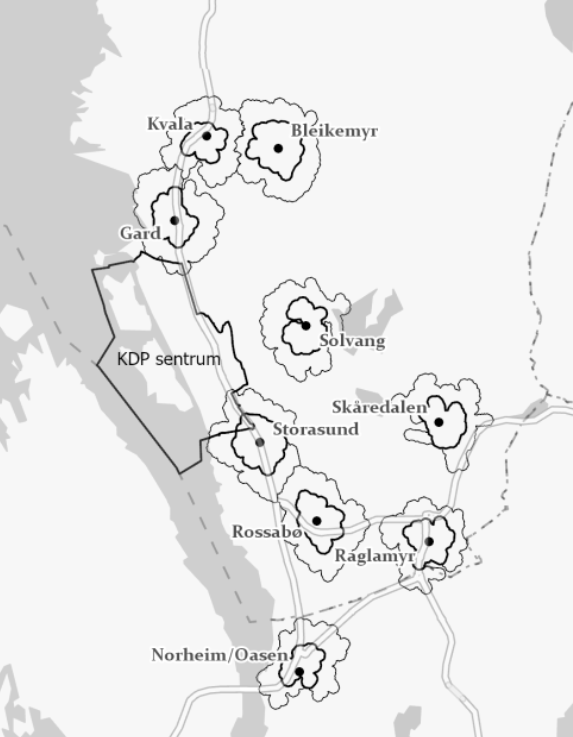 Kvala
Bleikemyr
Gard
Solvang
KDP sentrum
Skåredalen
Storasund
Rossabø
Raglamyr
Norheim/Oasen